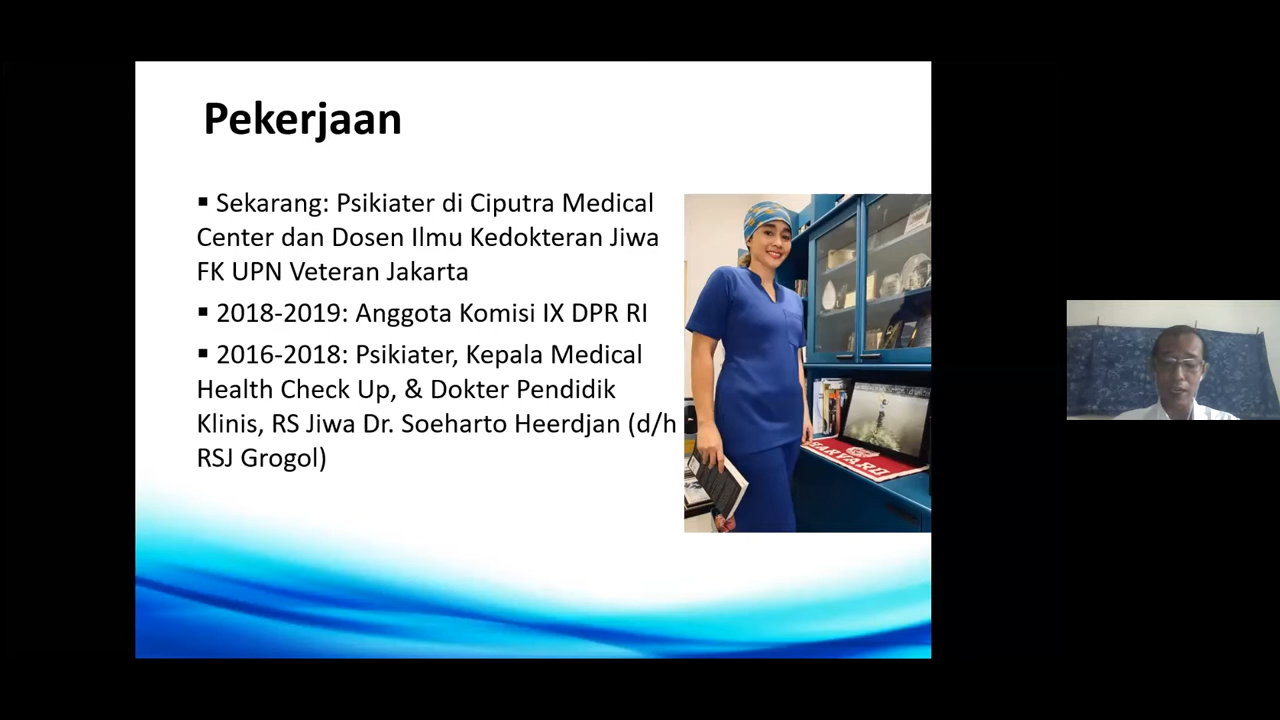 Pekerjaan
▪ Sekarang: Psikiater di Ciputra Medical
Center dan Dosen Ilmu Kedokteran Jiwa
FK UPN Veteran Jakarta
▪ 2018-2019: Anggota Komisi IX DPR RI
▪ 2016-2018: Psikiater, Kepala Medical
Health Check Up, & Dokter Pendidik
Klinis, RS Jiwa Dr. Soeharto Heerdjan (d/h
RSJ Grogol)
HARVARD